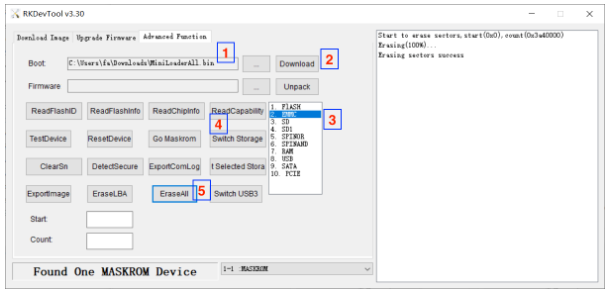 RKDevTool v3.30
Download Image Upgrade Firmware Advanced Function
1
Boot: C:\Users\fa\Downloads\MiniLoaderAll.bin ... Download 2
Firmware ... Unpack
ReadFlashID ReadFlashInfo ReadChipInfo ReadCapability
4
TestDevice ResetDevice Go Maskrom Switch Storage
ClearSn DetectSecure ExportComLog t Selected Stora
ExportImage EraseLBA EraseAll 5 Switch USB3
1. FLASH
2. EMMC
3. SD
4. SD1
5. SPINOR
6. SPINAND
7. RAM
8. USB
9. SATA
10. PCIE
3
Start:
Count:
Found One MASKROM Device 1-1 :MASKROM
Start to erase sectors, start(0x0), count(0x3a40000)
Erasing(100%)...
Erasing sectors success